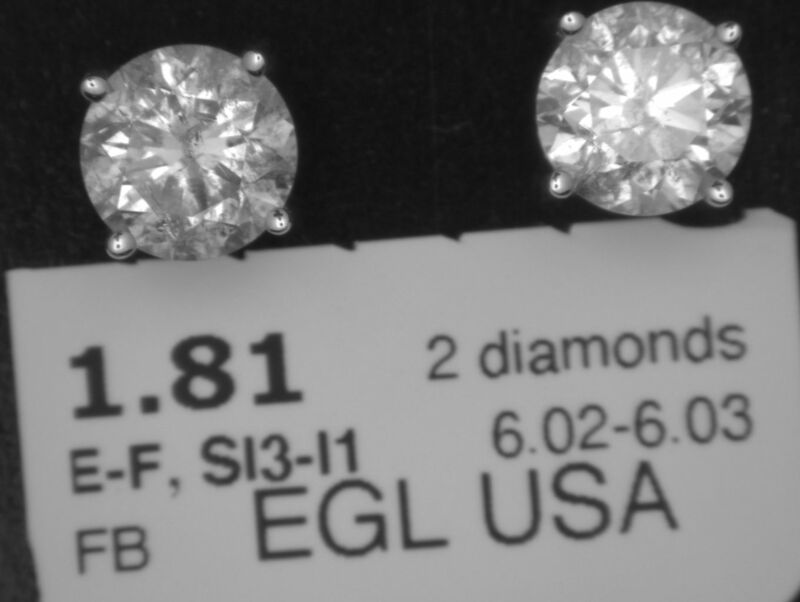 1.81 2 diamonds
E-F, SI3-I1 6.02-6.03
FB EGL USA